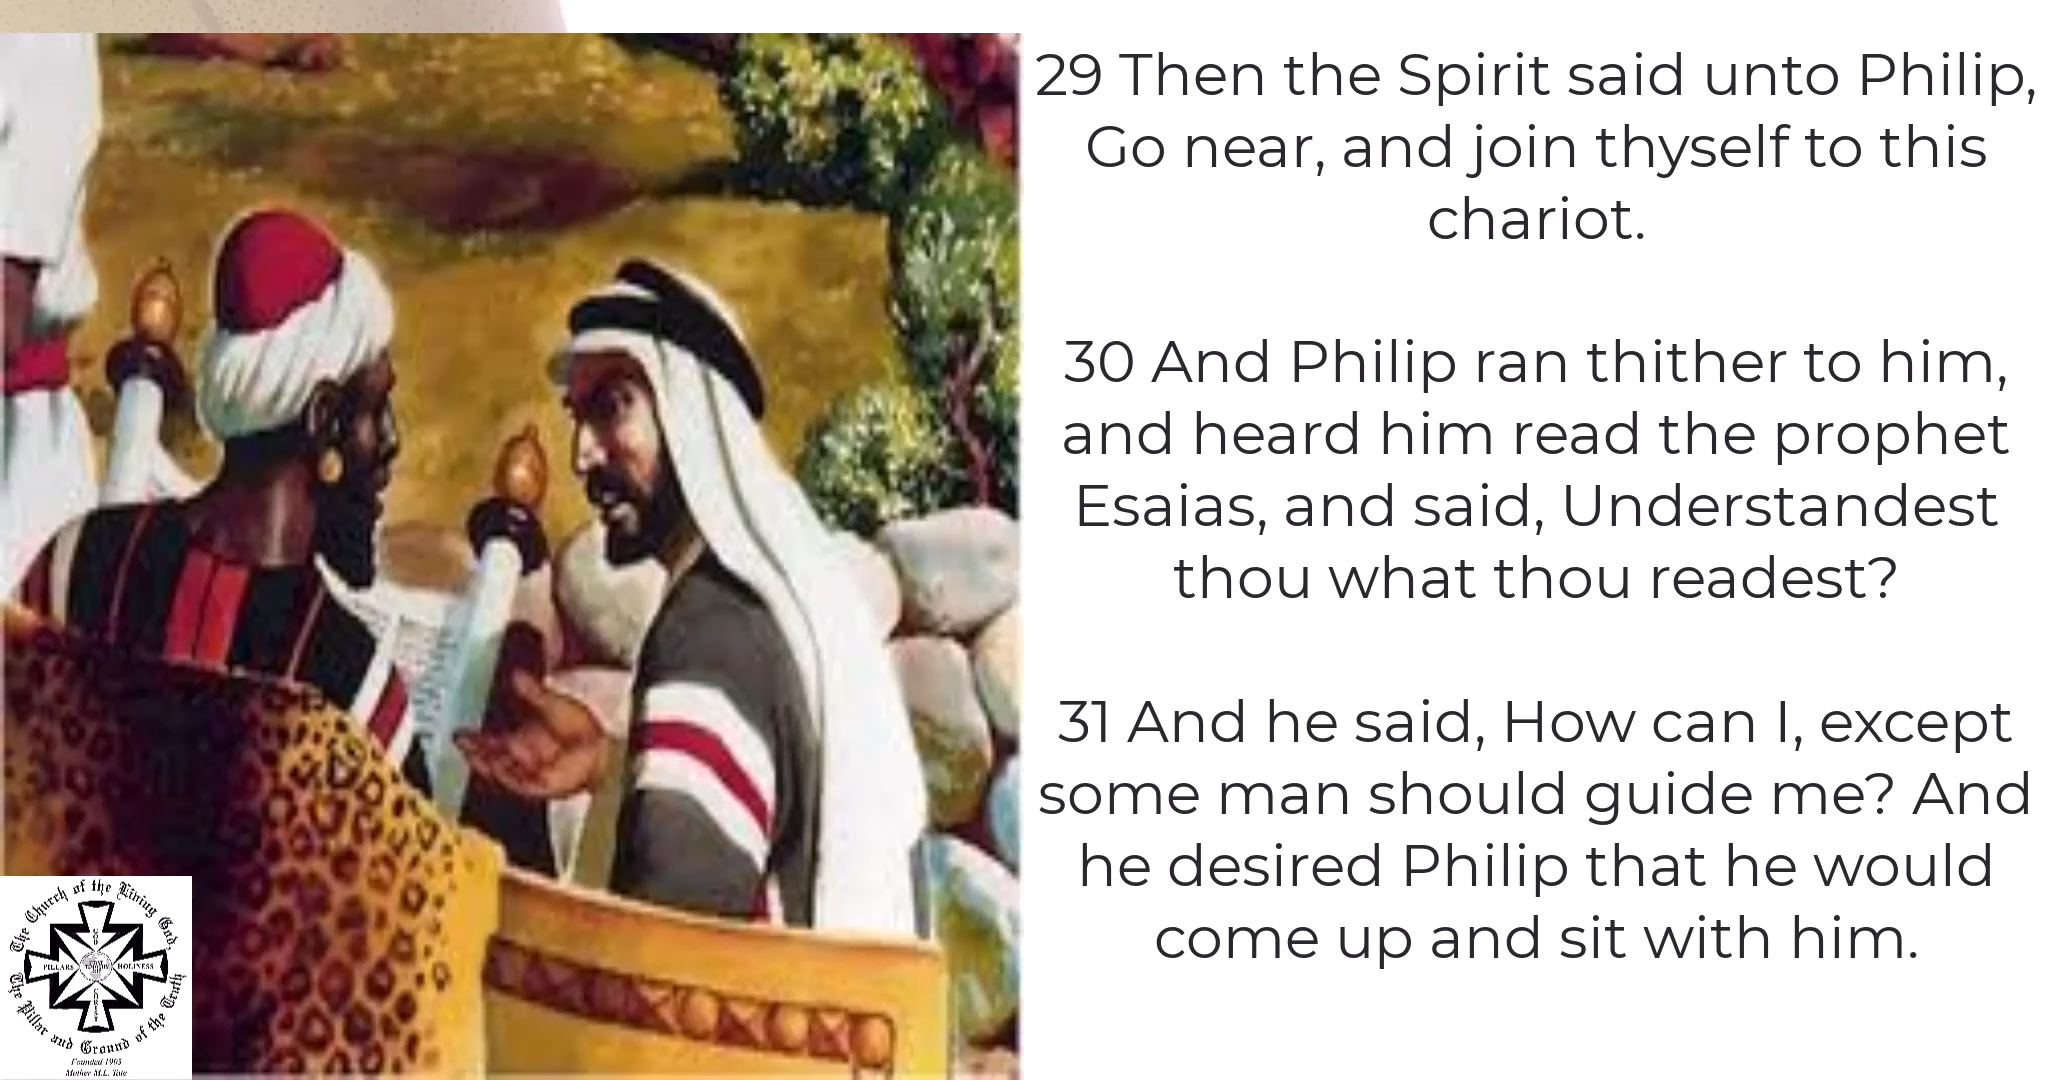 29 Then the Spirit said unto Philip,
Go near, and join thyself to this
chariot.
30 And Philip ran thither to him,
and heard him read the prophet
Esaias, and said, Understandest
thou what thou readest?
31 And he said, How can I, except
some man should guide me? And
he desired Philip that he would
come up and sit with him.
The Church of the Living God,
The Pillar and Ground of the Truth
PILLARS HOLINESS
Founded 1903
Mother M.L. Tate